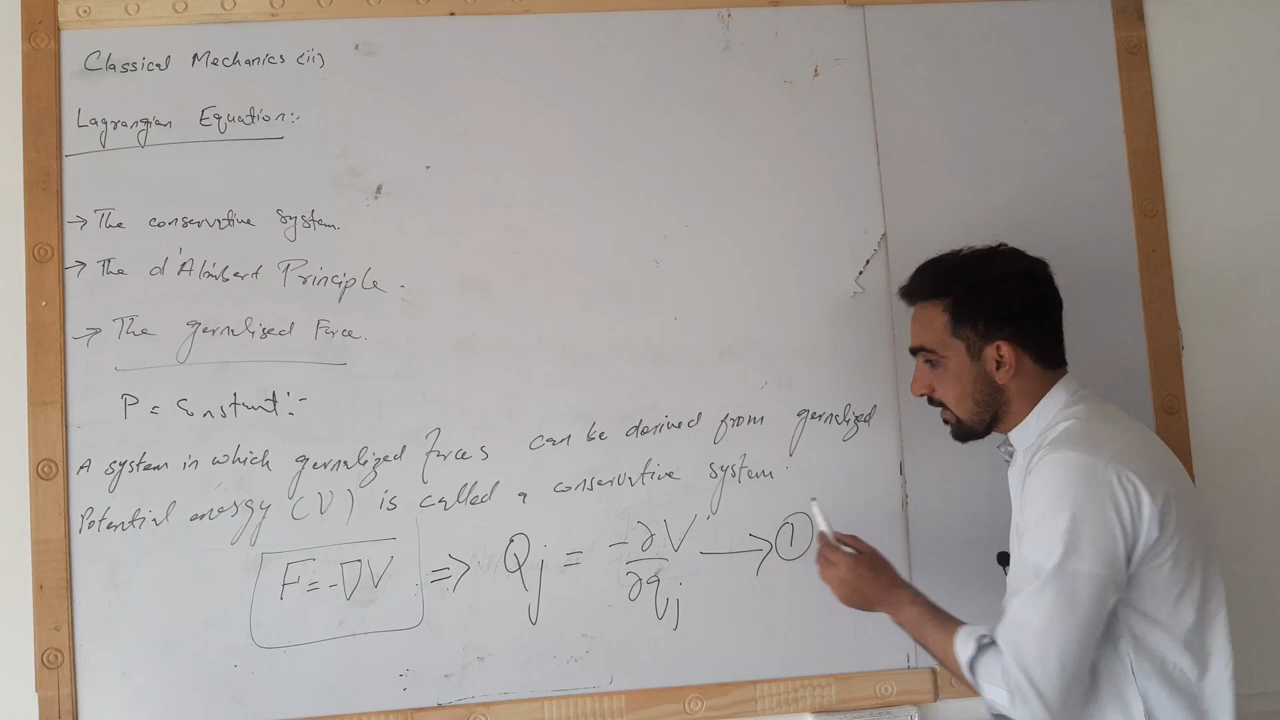 Classical Mechanics (ii)
Lagrangian Equation:-
→ The conservative System.
→ The d'Alimbert Principle.
→ The gernalised Force.
P = Constant:-
A system in which gernalized forces can be derived from gernalized
Potential energy (V) is called a conservative system.
F = -∇V ⇒ Qj = -∂V/∂qj → ①